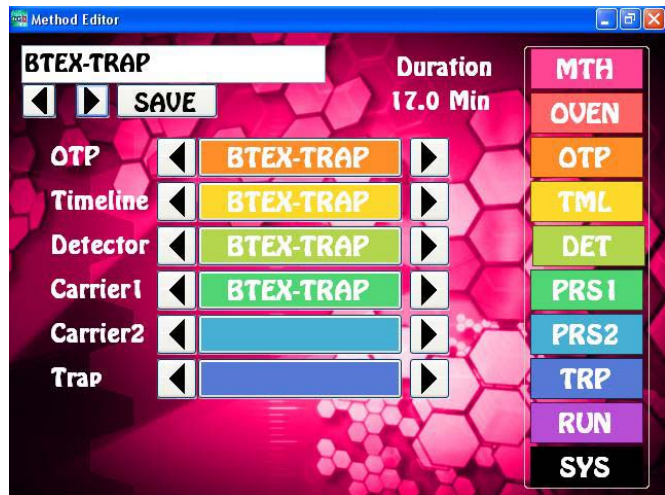 Method Editor
BTEX-TRAP
SAVE
Duration
17.0 Min
OTP BTEX-TRAP
Timeline BTEX-TRAP
Detector BTEX-TRAP
Carrier1 BTEX-TRAP
Carrier2
Trap
MTH
OVEN
OTP
TML
DET
PRS1
PRS2
TRP
RUN
SYS